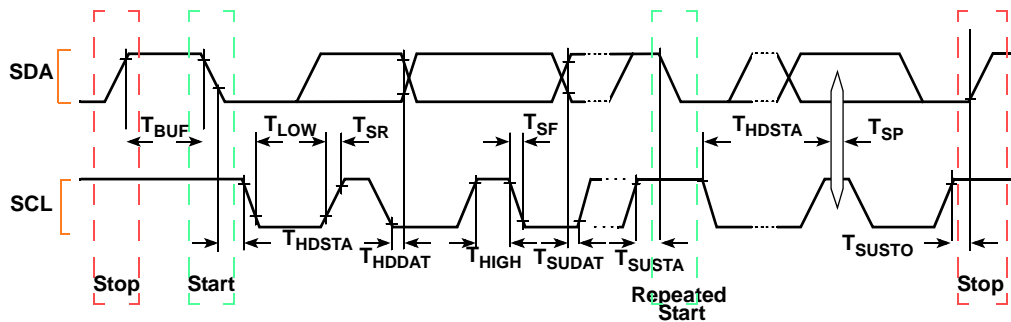 SDA
TBUF
TLOW
TSR
TSF
THDSTA
TSP
SCL
THDSTA
THDDAT
THIGH
TSUDAT
TSUSTA
TSUSTO
Stop
Start
Repeated
Start
Stop